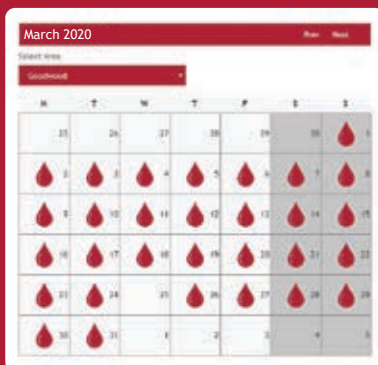 March 2020
Prev Next
Select Area
Goodwood
M T W T F S S
25 26 27 28 29 30 1
2 3 4 5 6 7 8
9 10 11 12 13 14 15
16 17 18 19 20 21 22
23 24 25 26 27 28 29
30 31 1 2 3 4 5